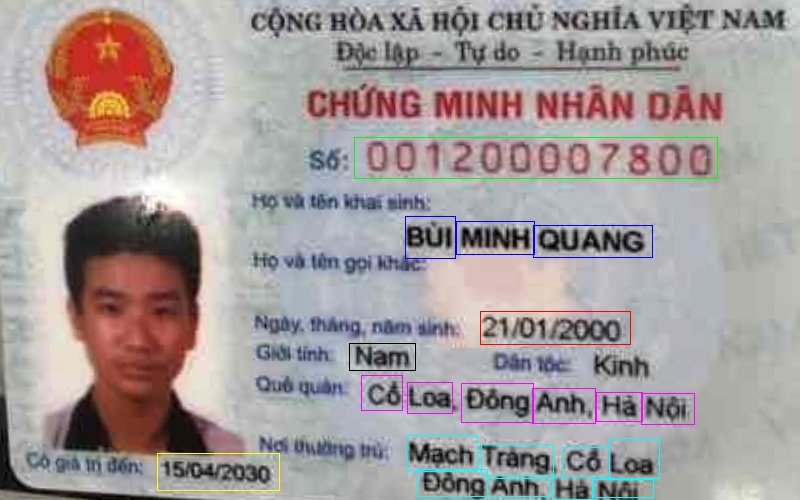 CỘNG HÒA XÃ HỘI CHỦ NGHĨA VIỆT NAM
Độc lập - Tự do - Hạnh phúc
CHỨNG MINH NHÂN DÂN
Số: 001200007800
Họ và tên khai sinh:
BÙI MINH QUANG
Họ và tên gọi khác:
Ngày, tháng, năm sinh: 21/01/2000
Giới tính: Nam Dân tộc: Kinh
Quê quán: Cổ Loa, Đông Anh, Hà Nội
Nơi thường trú: Mạch Tràng, Cổ Loa
Đông Anh, Hà Nội
Có giá trị đến: 15/04/2030